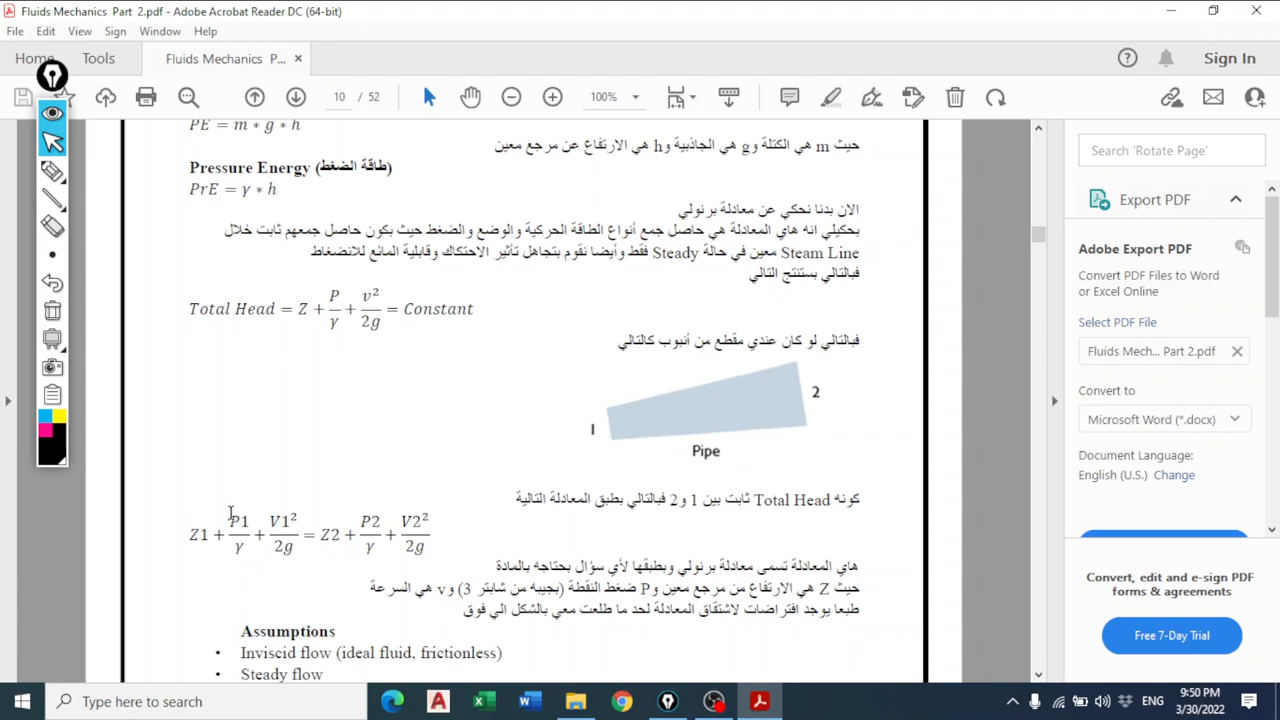 Fluids Mechanics Part 2.pdf - Adobe Acrobat Reader DC (64-bit)
File Edit View Sign Window Help
Home Tools Fluids Mechanics P... × Sign In
10 / 52 100%
PE = m * g * h
حيث m هي الكتلة وg هي الجاذبية وh هي الارتفاع عن مرجع معين
Pressure Energy (طاقة الضغط)
PrE = γ * h
الان بدنا نحكي عن معادلة برنولي
بحكيلي انه هاي المعادلة هي حاصل جمع أنواع الطاقة الحركية والوضع والضغط حيث بكون حاصل جمعهم ثابت خلال
Steam Line معين في حالة Steady فقط وأيضا نقوم بتجاهل تأثير الاحتكاك وقابلية المائع للانضغاط
فبالتالي بستنتج التالي
Total Head = Z + P/γ + v²/2g = Constant
فبالتالي لو كان عندي مقطع من أنبوب كالتالي
2
1
Pipe
كونه Total Head ثابت بين 1 و2 فبالتالي بطبق المعادلة التالية
Z1 + P1/γ + V1²/2g = Z2 + P2/γ + V2²/2g
هاي المعادلة تسمى معادلة برنولي وبطبقها لأي سؤال بحتاجه بالمادة
حيث Z هي الارتفاع من مرجع معين وP ضغط النقطة (بجيبه من شابتر 3) وv هي السرعة
طبعا يوجد افتراضات لاشتقاق المعادلة لحد ما طلعت معي بالشكل الي فوق
Assumptions
• Inviscid flow (ideal fluid, frictionless)
• Steady flow
Search 'Rotate Page'
Export PDF
Adobe Export PDF
Convert PDF Files to Word
or Excel Online
Select PDF File
Fluids Mech... Part 2.pdf
Convert to
Microsoft Word (*.docx)
Document Language:
English (U.S.) Change
Convert, edit and e-sign PDF
forms & agreements
Free 7-Day Trial
Type here to search
ENG
9:50 PM
3/30/2022